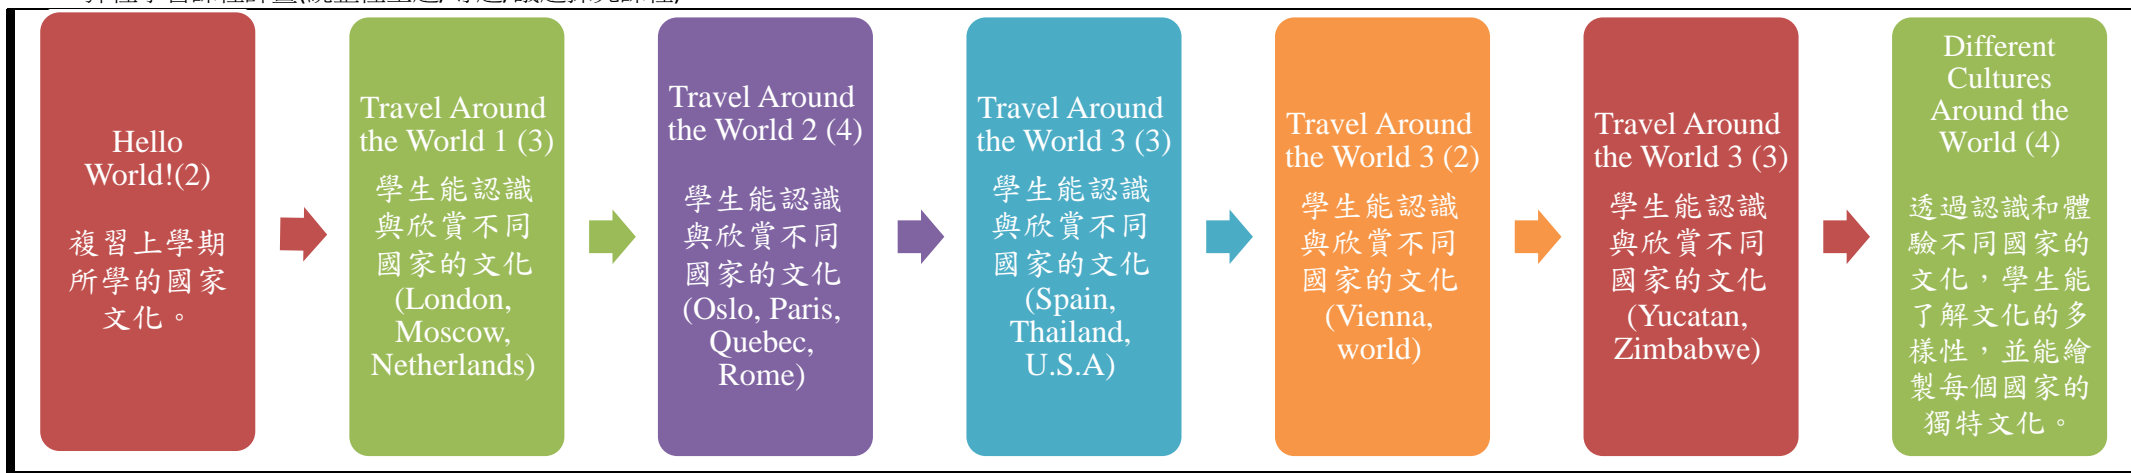 Hello
World!(2)
複習上學期
所學的國家
文化。
Travel Around
the World 1 (3)
學生能認識
與欣賞不同
國家的文化
(London,
Moscow,
Netherlands)
Travel Around
the World 2 (4)
學生能認識
與欣賞不同
國家的文化
(Oslo, Paris,
Quebec,
Rome)
Travel Around
the World 3 (3)
學生能認識
與欣賞不同
國家的文化
(Spain,
Thailand,
U.S.A)
Travel Around
the World 3 (2)
學生能認識
與欣賞不同
國家的文化
(Vienna,
world)
Travel Around
the World 3 (3)
學生能認識
與欣賞不同
國家的文化
(Yucatan,
Zimbabwe)
Different
Cultures
Around the
World (4)
透過認識和體
驗不同國家的
文化，學生能
了解文化的多
樣性，並能繪
製每個國家的
獨特文化。